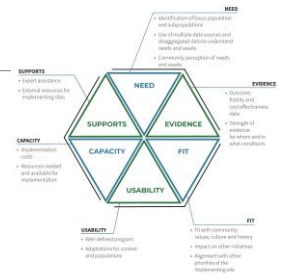 NEED
• Identification of focus population
and subpopulations
• Use of multiple data sources and
disaggregated data to understand
needs and assets
• Community perception of needs
and assets
SUPPORTS
• Expert assistance
• External resources for
implementing sites
EVIDENCE
• Outcome,
fidelity and
cost effectiveness
data
• Strength of
evidence
for whom and in
what conditions
NEED
SUPPORTS
EVIDENCE
CAPACITY
FIT
USABILITY
CAPACITY
• Implementation
costs
• Resources needed
and available for
implementation
USABILITY
• Well-defined program
• Adaptations for context
and populations
FIT
• Fit with community
values, culture and history
• Impact on other initiatives
• Alignment with other
priorities of the
implementing site